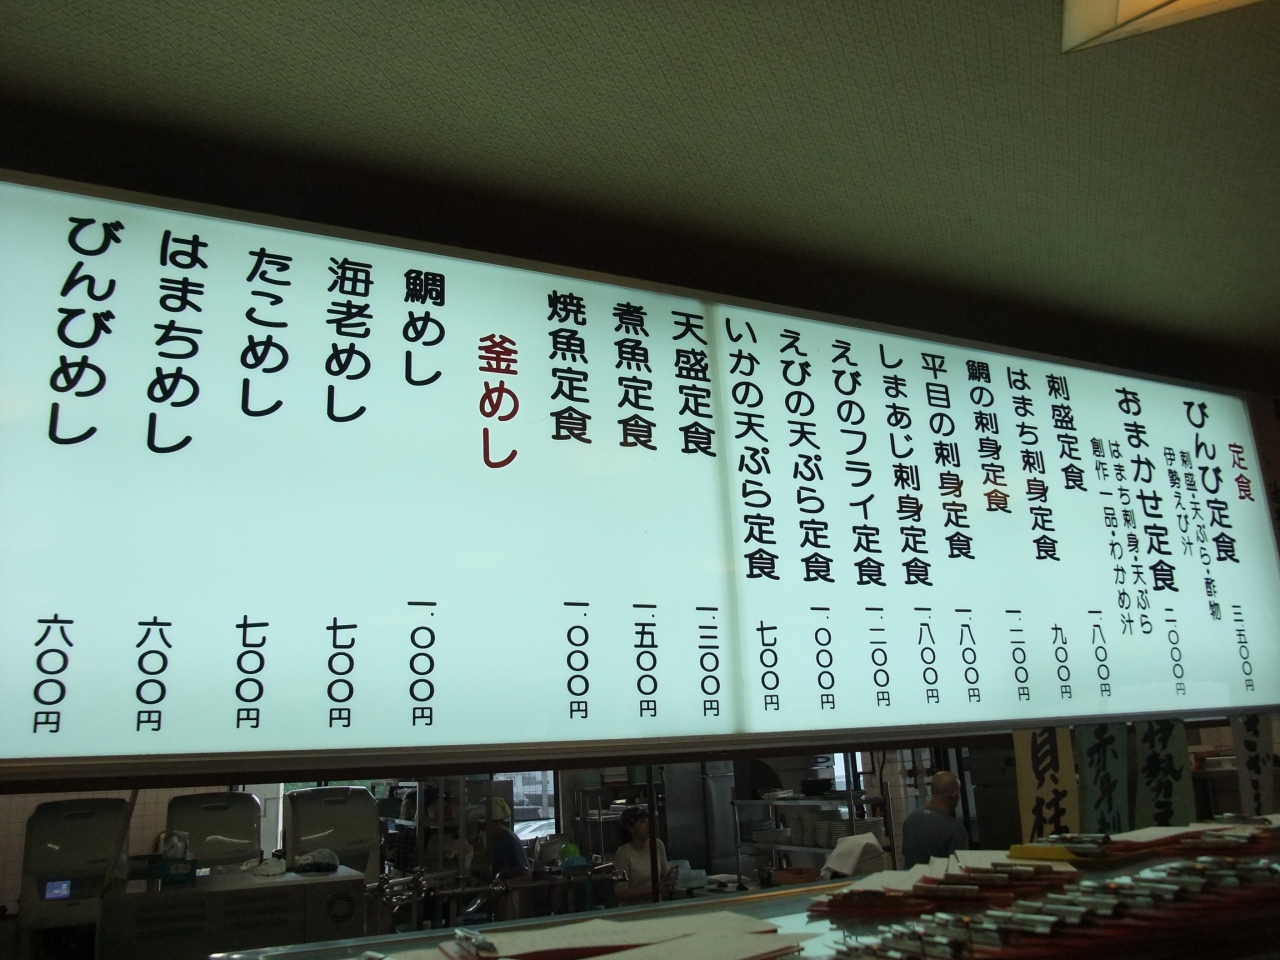 定食
びんび定食 三.五〇〇円
刺盛・天ぷら・酢物
伊勢えび汁
おまかせ定食 二.〇〇〇円
はまち刺身・天ぷら
創作一品・わかめ汁
刺盛定食 一.八〇〇円
はまち刺身定食 九〇〇円
鯛の刺身定食 一.二〇〇円
平目の刺身定食 一.八〇〇円
しまあじ刺身定食 一.八〇〇円
えびのフライ定食 一.二〇〇円
えびの天ぷら定食 一.〇〇〇円
いかの天ぷら定食 七〇〇円
天盛定食 一.三〇〇円
煮魚定食 一.五〇〇円
焼魚定食 一.〇〇〇円
釜めし
鯛めし 一.〇〇〇円
海老めし 七〇〇円
たこめし 七〇〇円
はまちめし 六〇〇円
びんびめし 六〇〇円
伊勢え
貝柱